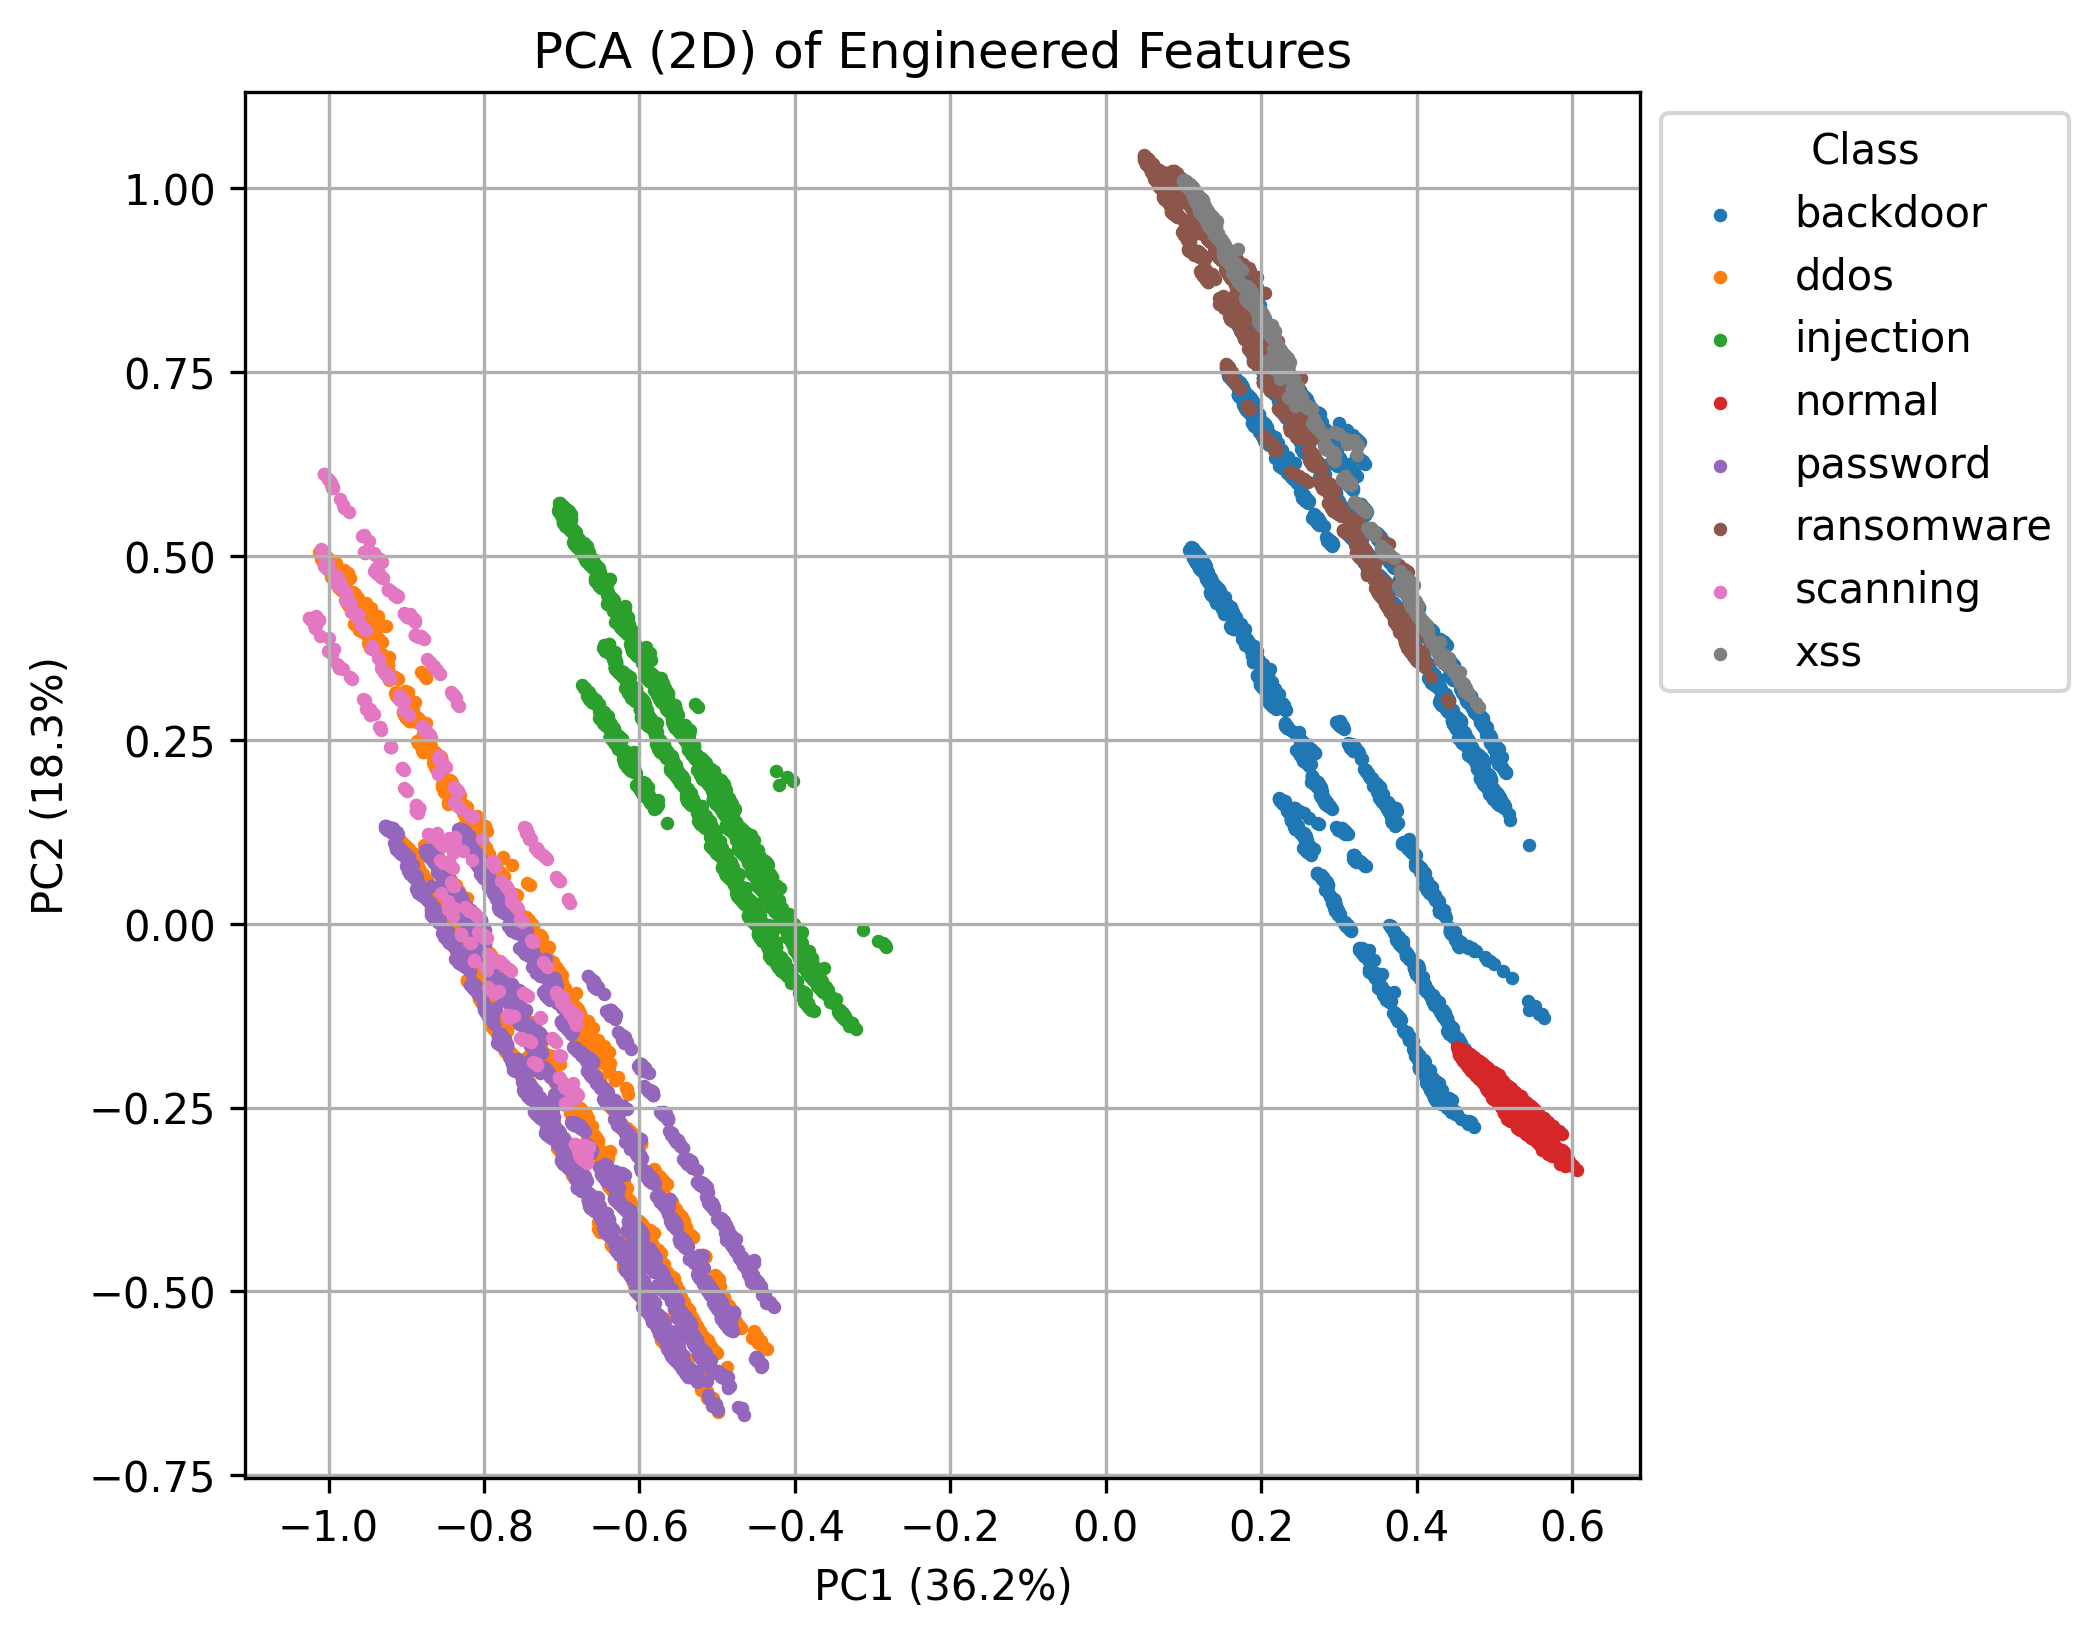 PCA (2D) of Engineered Features
PC2 (18.3%)
1.00
0.75
0.50
0.25
0.00
−0.25
−0.50
−0.75
−1.0
−0.8
−0.6
−0.4
−0.2
0.0
0.2
0.4
0.6
PC1 (36.2%)
Class
backdoor
ddos
injection
normal
password
ransomware
scanning
xss